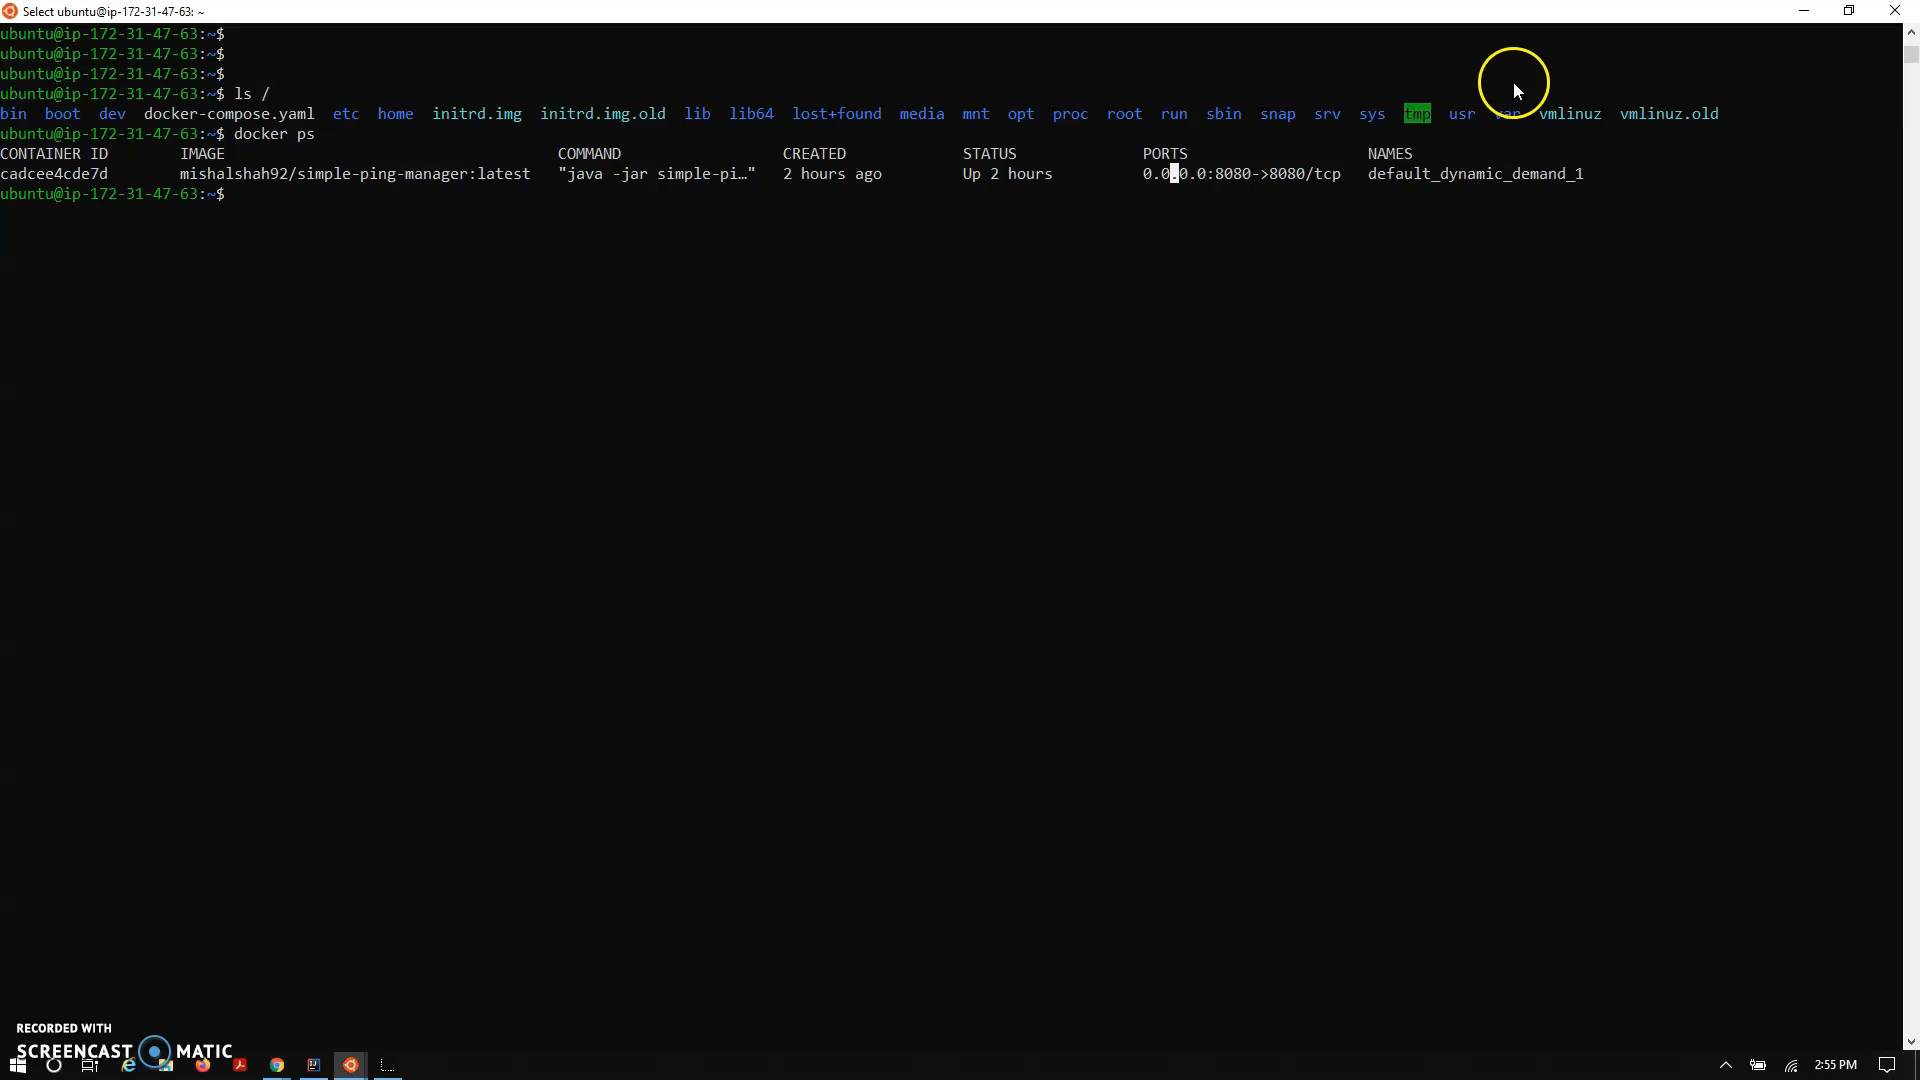 Select ubuntu@ip-172-31-47-63: ~
ubuntu@ip-172-31-47-63:~$
ubuntu@ip-172-31-47-63:~$
ubuntu@ip-172-31-47-63:~$
ubuntu@ip-172-31-47-63:~$ ls /
bin boot dev docker-compose.yaml etc home initrd.img initrd.img.old lib lib64 lost+found media mnt opt proc root run sbin snap srv sys tmp usr var vmlinuz vmlinuz.old
ubuntu@ip-172-31-47-63:~$ docker ps
CONTAINER ID IMAGE COMMAND CREATED STATUS PORTS NAMES
cadcee4cde7d mishalshah92/simple-ping-manager:latest "java -jar simple-pi…" 2 hours ago Up 2 hours 0.0.0.0:8080->8080/tcp default_dynamic_demand_1
ubuntu@ip-172-31-47-63:~$
RECORDED WITH
SCREENCAST MATIC
2:55 PM